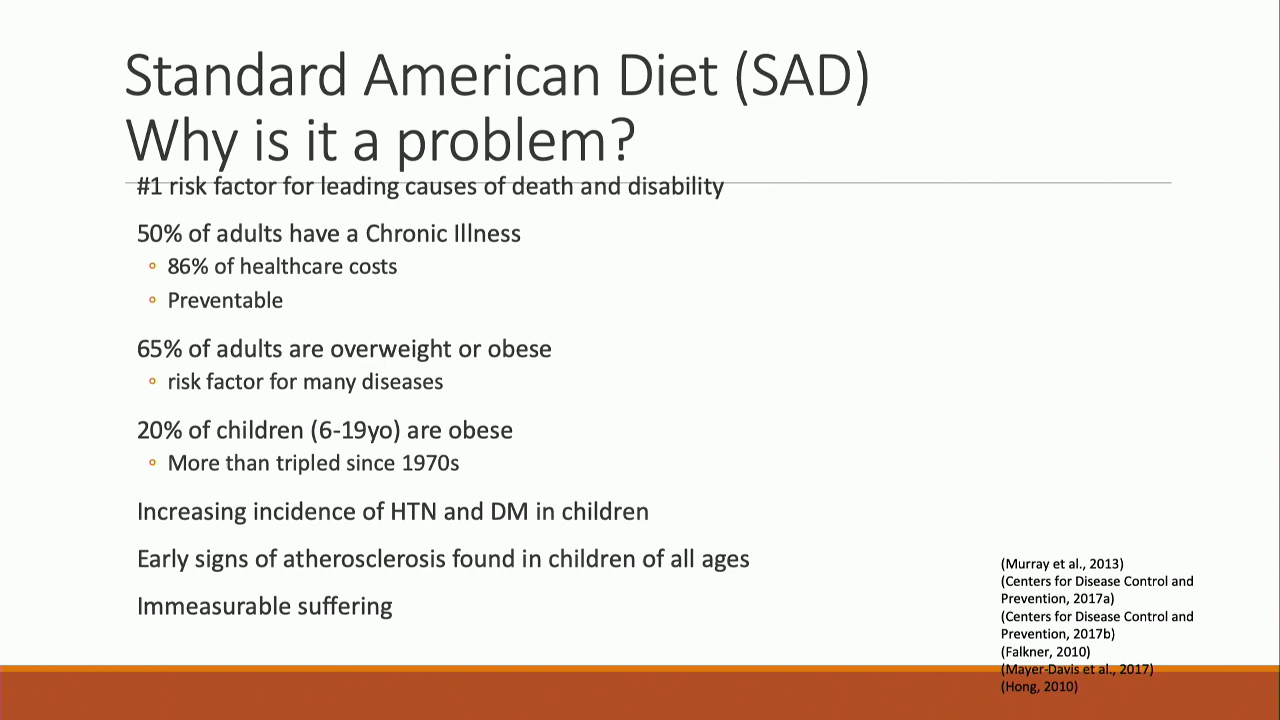 Standard American Diet (SAD)
Why is it a problem?
#1 risk factor for leading causes of death and disability
50% of adults have a Chronic Illness
86% of healthcare costs
Preventable
65% of adults are overweight or obese
risk factor for many diseases
20% of children (6-19yo) are obese
More than tripled since 1970s
Increasing incidence of HTN and DM in children
Early signs of atherosclerosis found in children of all ages
Immeasurable suffering
(Murray et al., 2013)
(Centers for Disease Control and
Prevention, 2017a)
(Centers for Disease Control and
Prevention, 2017b)
(Falkner, 2010)
(Mayer-Davis et al., 2017)
(Hong, 2010)